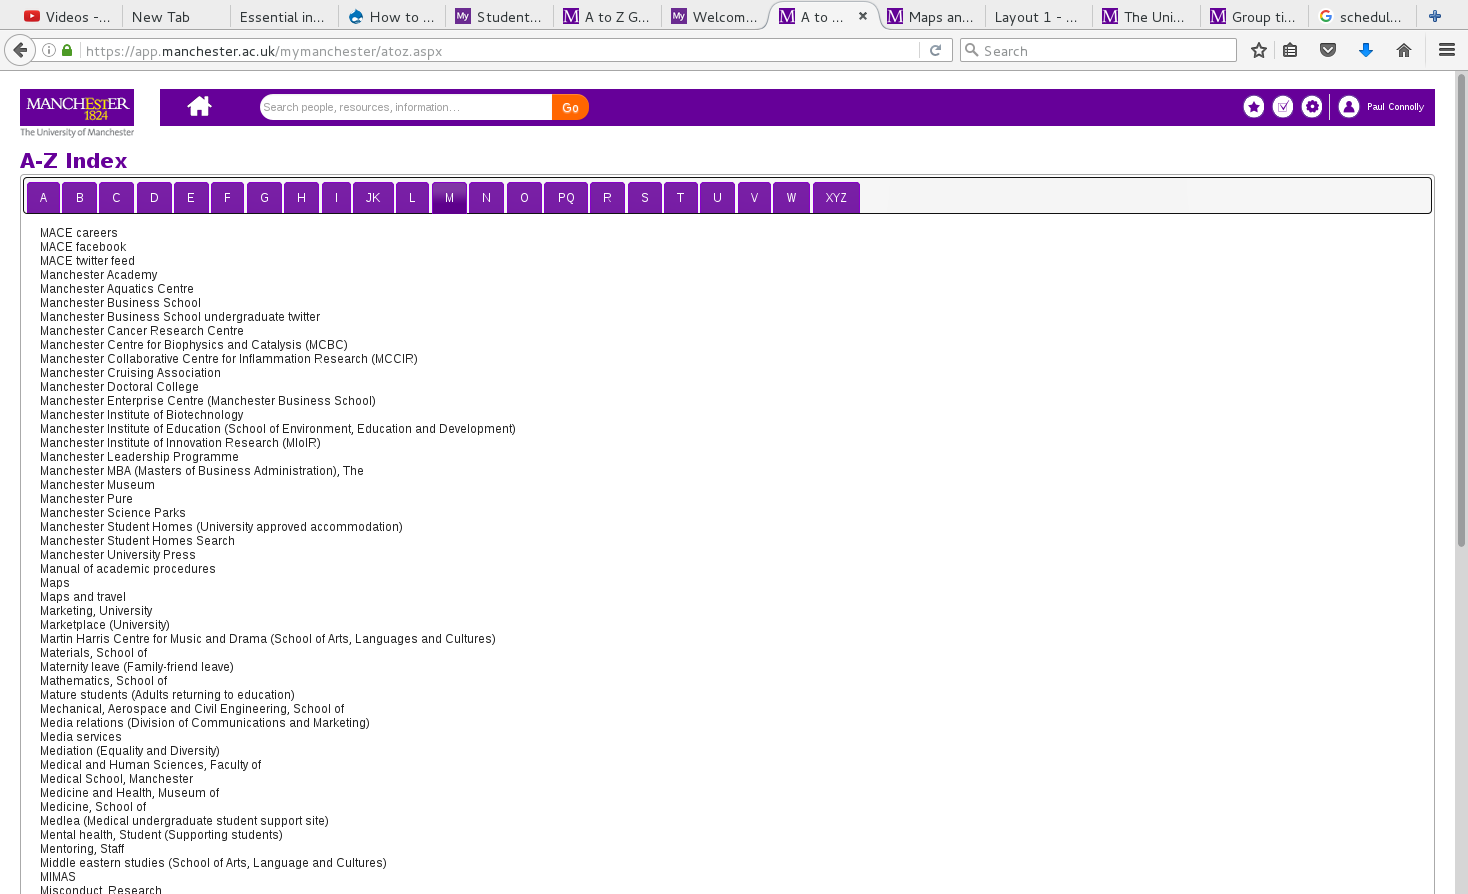 Videos -...
New Tab
Essential in...
How to ...
My Student...
M A to Z G...
My Welcom...
M A to ...
M Maps an...
Layout 1 - ...
M The Uni...
M Group ti...
G schedul...
https://app.manchester.ac.uk/mymanchester/atoz.aspx
Search
MANCHESTER
1824
The University of Manchester
Search people, resources, information...
Go
Paul Connolly
A-Z Index
A B C D E F G H I JK L M N O PQ R S T U V W XYZ
MACE careers
MACE facebook
MACE twitter feed
Manchester Academy
Manchester Aquatics Centre
Manchester Business School
Manchester Business School undergraduate twitter
Manchester Cancer Research Centre
Manchester Centre for Biophysics and Catalysis (MCBC)
Manchester Collaborative Centre for Inflammation Research (MCCIR)
Manchester Cruising Association
Manchester Doctoral College
Manchester Enterprise Centre (Manchester Business School)
Manchester Institute of Biotechnology
Manchester Institute of Education (School of Environment, Education and Development)
Manchester Institute of Innovation Research (MIoIR)
Manchester Leadership Programme
Manchester MBA (Masters of Business Administration), The
Manchester Museum
Manchester Pure
Manchester Science Parks
Manchester Student Homes (University approved accommodation)
Manchester Student Homes Search
Manchester University Press
Manual of academic procedures
Maps
Maps and travel
Marketing, University
Marketplace (University)
Martin Harris Centre for Music and Drama (School of Arts, Languages and Cultures)
Materials, School of
Maternity leave (Family-friend leave)
Mathematics, School of
Mature students (Adults returning to education)
Mechanical, Aerospace and Civil Engineering, School of
Media relations (Division of Communications and Marketing)
Media services
Mediation (Equality and Diversity)
Medical and Human Sciences, Faculty of
Medical School, Manchester
Medicine and Health, Museum of
Medicine, School of
Medlea (Medical undergraduate student support site)
Mental health, Student (Supporting students)
Mentoring, Staff
Middle eastern studies (School of Arts, Language and Cultures)
MIMAS
Misconduct, Research